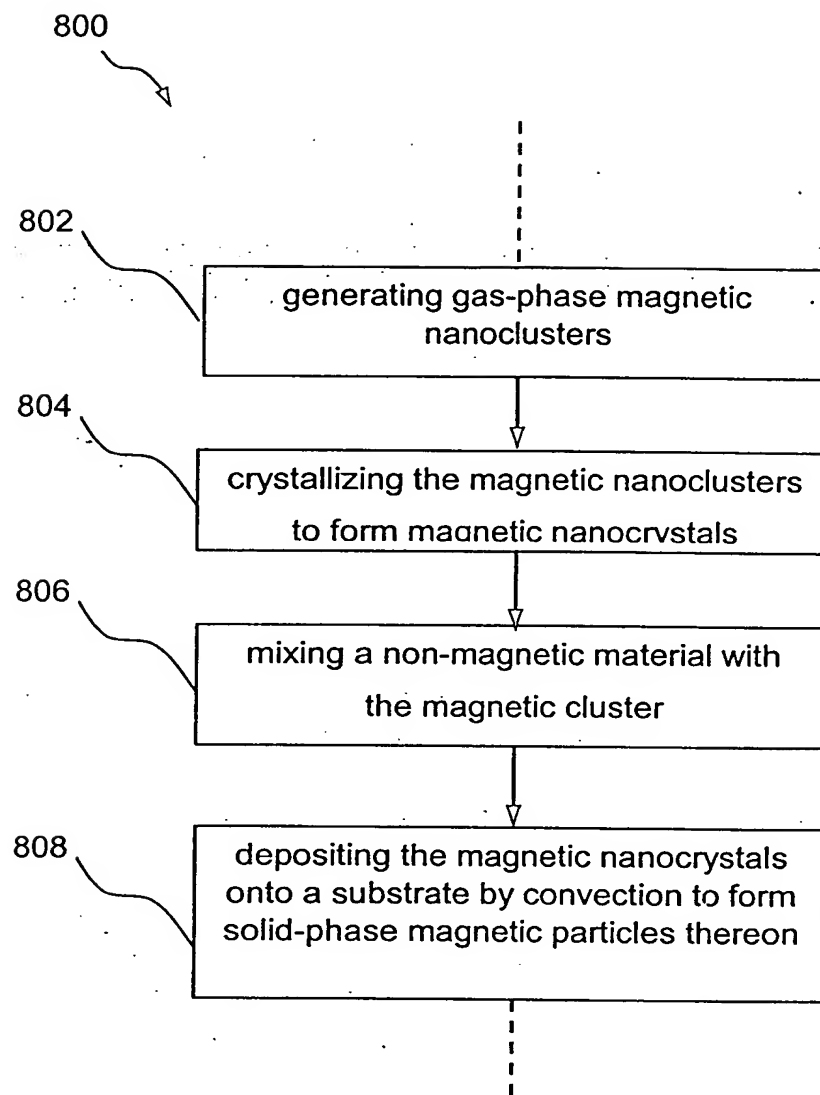 800
802
generating gas-phase magnetic
nanoclusters
804
crystallizing the magnetic nanoclusters
to form magnetic nanocrystals
806
mixing a non-magnetic material with
the magnetic cluster
808
depositing the magnetic nanocrystals
onto a substrate by convection to form
solid-phase magnetic particles thereon